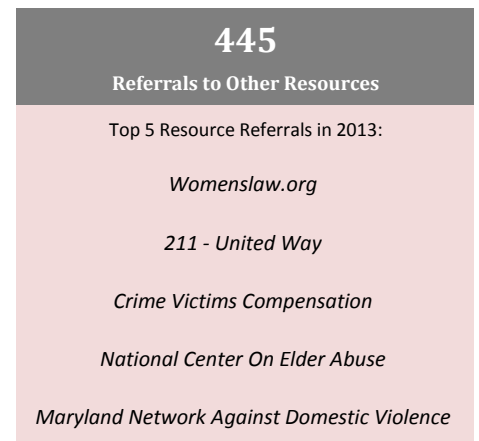 445
Referrals to Other Resources
Top 5 Resource Referrals in 2013:
Womenslaw.org
211 - United Way
Crime Victims Compensation
National Center On Elder Abuse
Maryland Network Against Domestic Violence